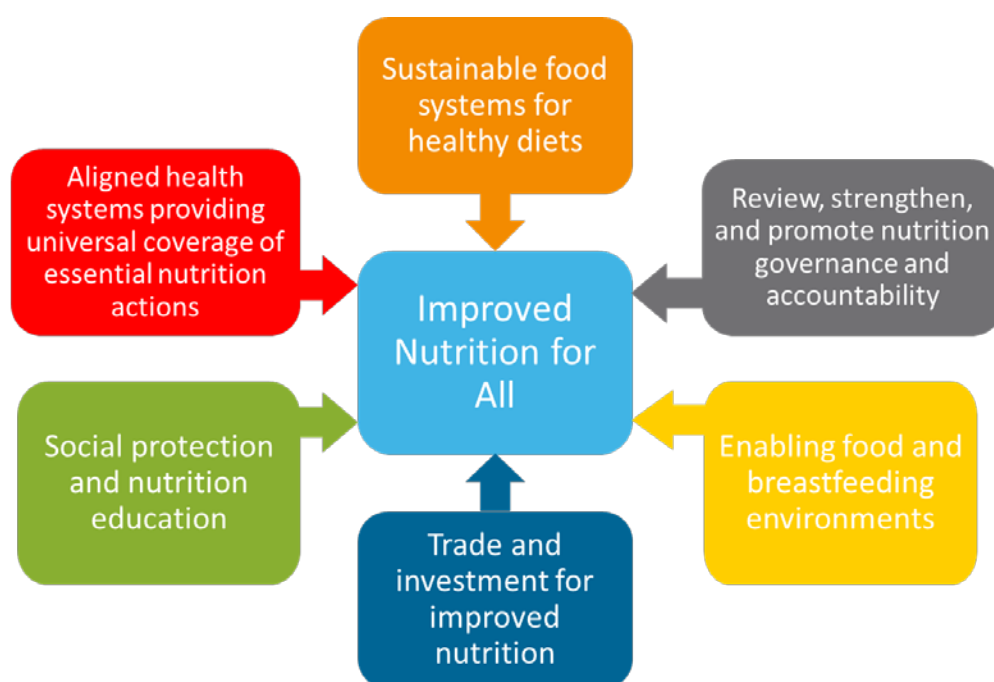 Sustainable food
systems for
healthy diets
Aligned health
systems providing
universal coverage of
essential nutrition
actions
Review, strengthen,
and promote nutrition
governance and
accountability
Improved
Nutrition for
All
Social protection
and nutrition
education
Enabling food and
breastfeeding
environments
Trade and
investment for
improved
nutrition